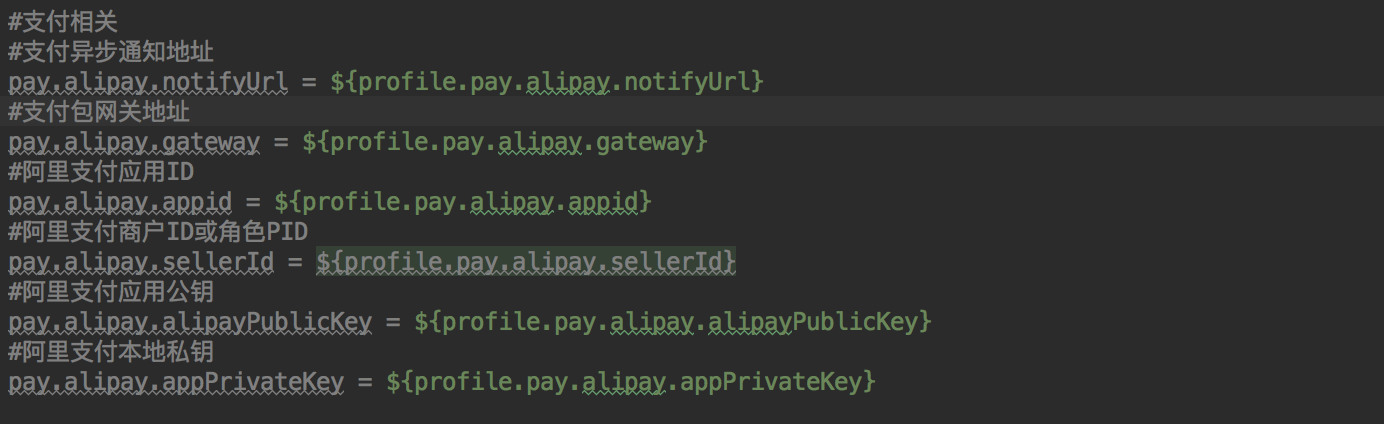 #支付相关
#支付异步通知地址
pay.alipay.notifyUrl = ${profile.pay.alipay.notifyUrl}
#支付包网关地址
pay.alipay.gateway = ${profile.pay.alipay.gateway}
#阿里支付应用ID
pay.alipay.appid = ${profile.pay.alipay.appid}
#阿里支付商户ID或角色PID
pay.alipay.sellerId = ${profile.pay.alipay.sellerId}
#阿里支付应用公钥
pay.alipay.alipayPublicKey = ${profile.pay.alipay.alipayPublicKey}
#阿里支付本地私钥
pay.alipay.appPrivateKey = ${profile.pay.alipay.appPrivateKey}